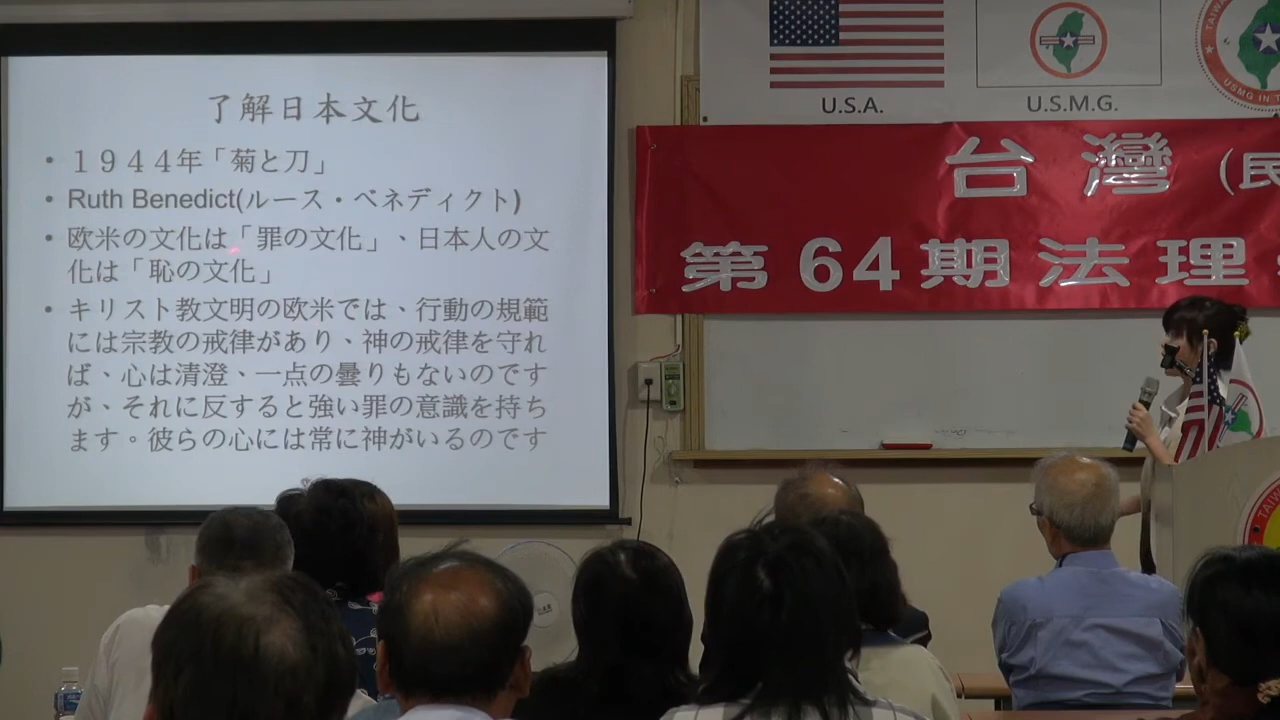 了解日本文化
• １９４４年「菊と刀」
• Ruth Benedict(ルース・ベネディクト)
• 欧米の文化は「罪の文化」、日本人の文
化は「恥の文化」
• キリスト教文明の欧米では、行動の規範
には宗教の戒律があり、神の戒律を守れ
ば、心は清澄、一点の曇りもないのです
が、それに反すると強い罪の意識を持ち
ます。彼らの心には常に神がいるのです
U.S.A.
U.S.M.G.
TAIWAN
USMG IN T
台灣(民
第64期法理
TAIWAN